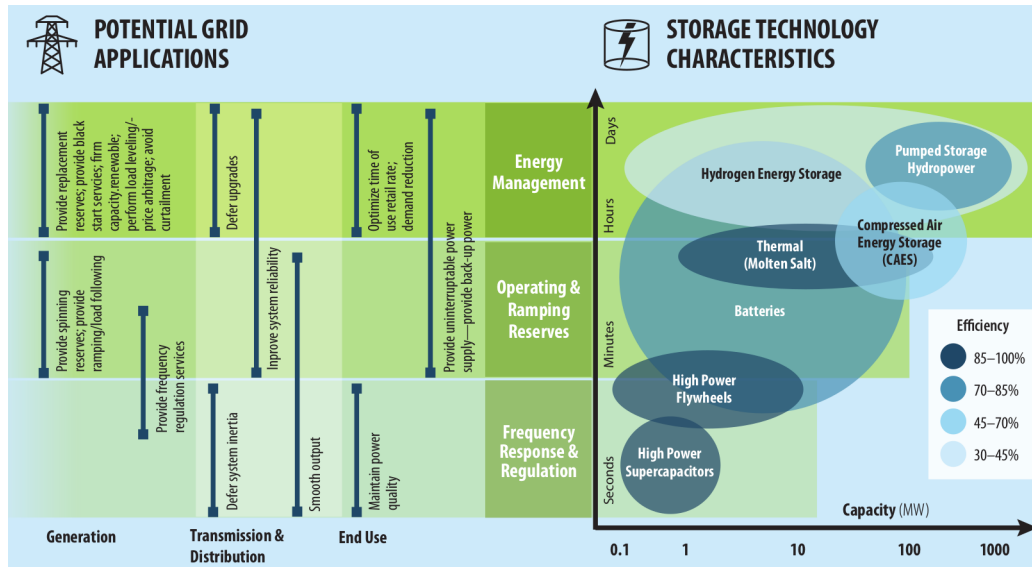 POTENTIAL GRID
APPLICATIONS
STORAGE TECHNOLOGY
CHARACTERISTICS
Provide replacement
reserves; provide black
start servcies; firm
capacity,renewable;
perform load leveling/-
price arbitrage; avoid
curtailment
Defer upgrades
Optimize time of
use retail rate;
demand reduction
Provide spinning
reserves; provide
ramping/load following
Provide frequency
regulation services
Inprove system reliability
Provide uninterruptable power
supply—provide back-up power
Defer system inertia
Smooth output
Maintain power
quality
Energy
Management
Operating &
Ramping
Reserves
Frequency
Response &
Regulation
Generation
Transmission &
Distribution
End Use
Days
Hours
Minutes
Seconds
Hydrogen Energy Storage
Pumped Storage
Hydropower
Compressed Air
Energy Storage
(CAES)
Thermal
(Molten Salt)
Batteries
High Power
Flywheels
High Power
Supercapacitors
Efficiency
85–100%
70–85%
45–70%
30–45%
Capacity (MW)
0.1 1 10 100 1000